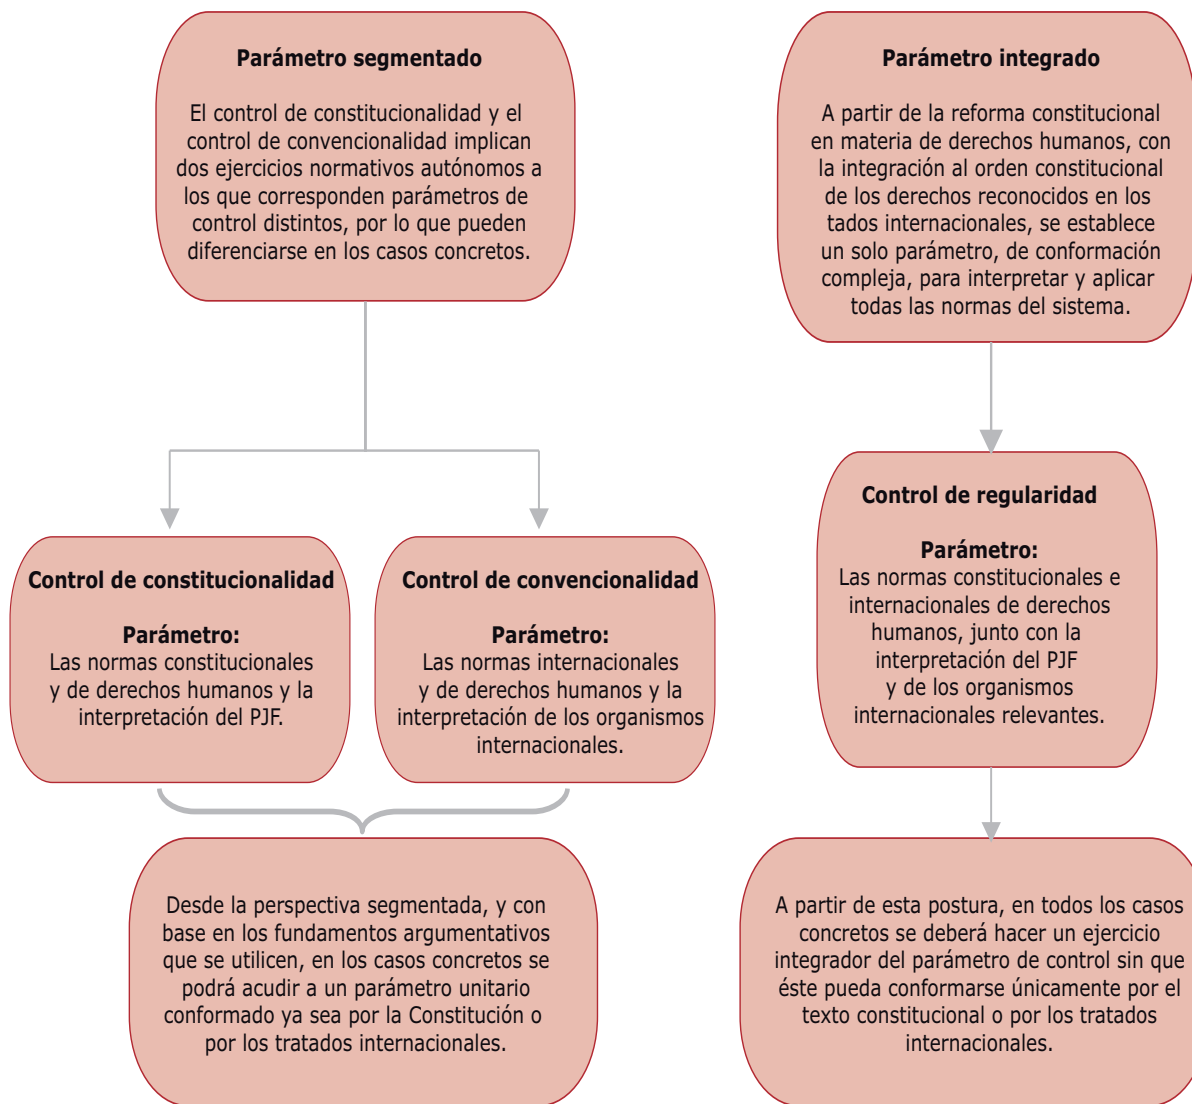 Parámetro segmentado
El control de constitucionalidad y el
control de convencionalidad implican
dos ejercicios normativos autónomos a
los que corresponden parámetros de
control distintos, por lo que pueden
diferenciarse en los casos concretos.
Control de constitucionalidad
Parámetro:
Las normas constitucionales
y de derechos humanos y la
interpretación del PJF.
Control de convencionalidad
Parámetro:
Las normas internacionales
y de derechos humanos y la
interpretación de los organismos
internacionales.
Desde la perspectiva segmentada, y con
base en los fundamentos argumentativos
que se utilicen, en los casos concretos se
podrá acudir a un parámetro unitario
conformado ya sea por la Constitución o
por los tratados internacionales.
Parámetro integrado
A partir de la reforma constitucional
en materia de derechos humanos, con
la integración al orden constitucional
de los derechos reconocidos en los
tados internacionales, se establece
un solo parámetro, de conformación
compleja, para interpretar y aplicar
todas las normas del sistema.
Control de regularidad
Parámetro:
Las normas constitucionales e
internacionales de derechos
humanos, junto con la
interpretación del PJF
y de los organismos
internacionales relevantes.
A partir de esta postura, en todos los casos
concretos se deberá hacer un ejercicio
integrador del parámetro de control sin que
éste pueda conformarse únicamente por el
texto constitucional o por los tratados
internacionales.